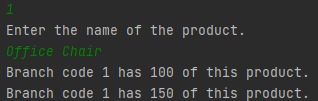 1
Enter the name of the product.
Office Chair
Branch code 1 has 100 of this product.
Branch code 1 has 150 of this product.